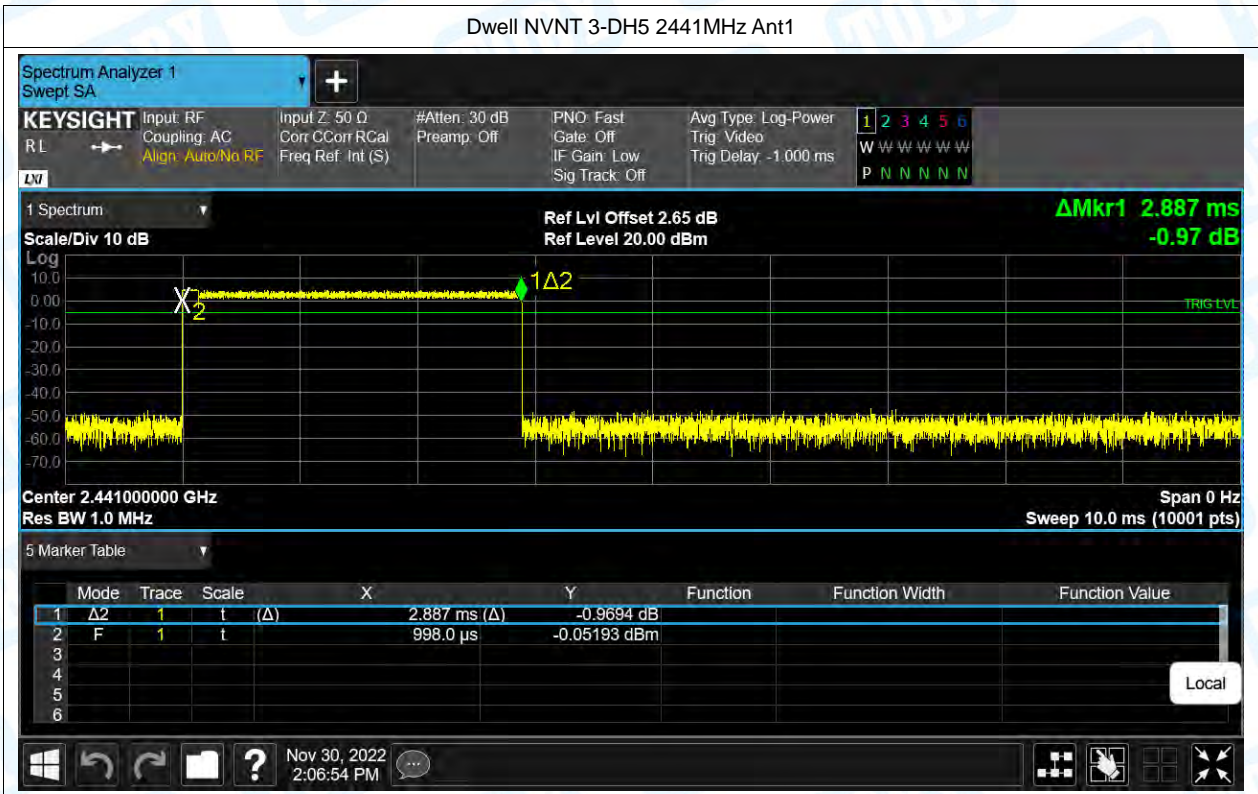 Dwell NVNT 3-DH5 2441MHz Ant1
Spectrum Analyzer 1
Swept SA
+
KEYSIGHT Input: RF Input Z: 50 Ω #Atten: 30 dB PNO: Fast Avg Type: Log-Power 1 2 3 4 5 6
RL Coupling: AC Corr CCorr RCal Preamp: Off Gate: Off Trig: Video W W W W W W
Align: Auto/No RF Freq Ref: Int (S) IF Gain: Low Trig Delay: -1.000 ms
LXI Sig Track: Off P N N N N N
1 Spectrum Ref Lvl Offset 2.65 dB ΔMkr1 2.887 ms
Scale/Div 10 dB Ref Level 20.00 dBm -0.97 dB
Log
10.0 1Δ2
0.00 X 2 TRIG LVL
-10.0
-20.0
-30.0
-40.0
-50.0
-60.0
-70.0
Center 2.441000000 GHz Span 0 Hz
Res BW 1.0 MHz Sweep 10.0 ms (10001 pts)
5 Marker Table
Mode Trace Scale X Y Function Function Width Function Value
1 Δ2 1 t (Δ) 2.887 ms (Δ) -0.9694 dB
2 F 1 t 998.0 µs -0.05193 dBm
3
4
5
6
Local
? Nov 30, 2022
2:06:54 PM